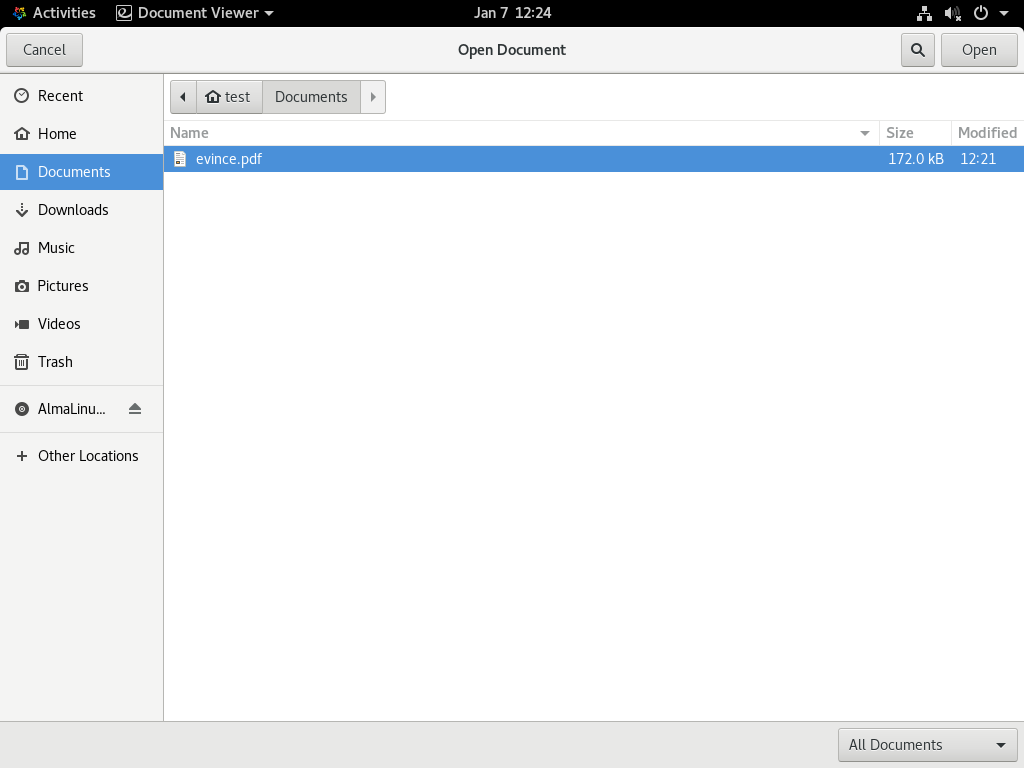 Activities Document Viewer Jan 7 12:24
Cancel Open Document Open
Recent
Home
Documents
Downloads
Music
Pictures
Videos
Trash
AlmaLinu...
Other Locations
test Documents
Name Size Modified
evince.pdf 172.0 kB 12:21
All Documents